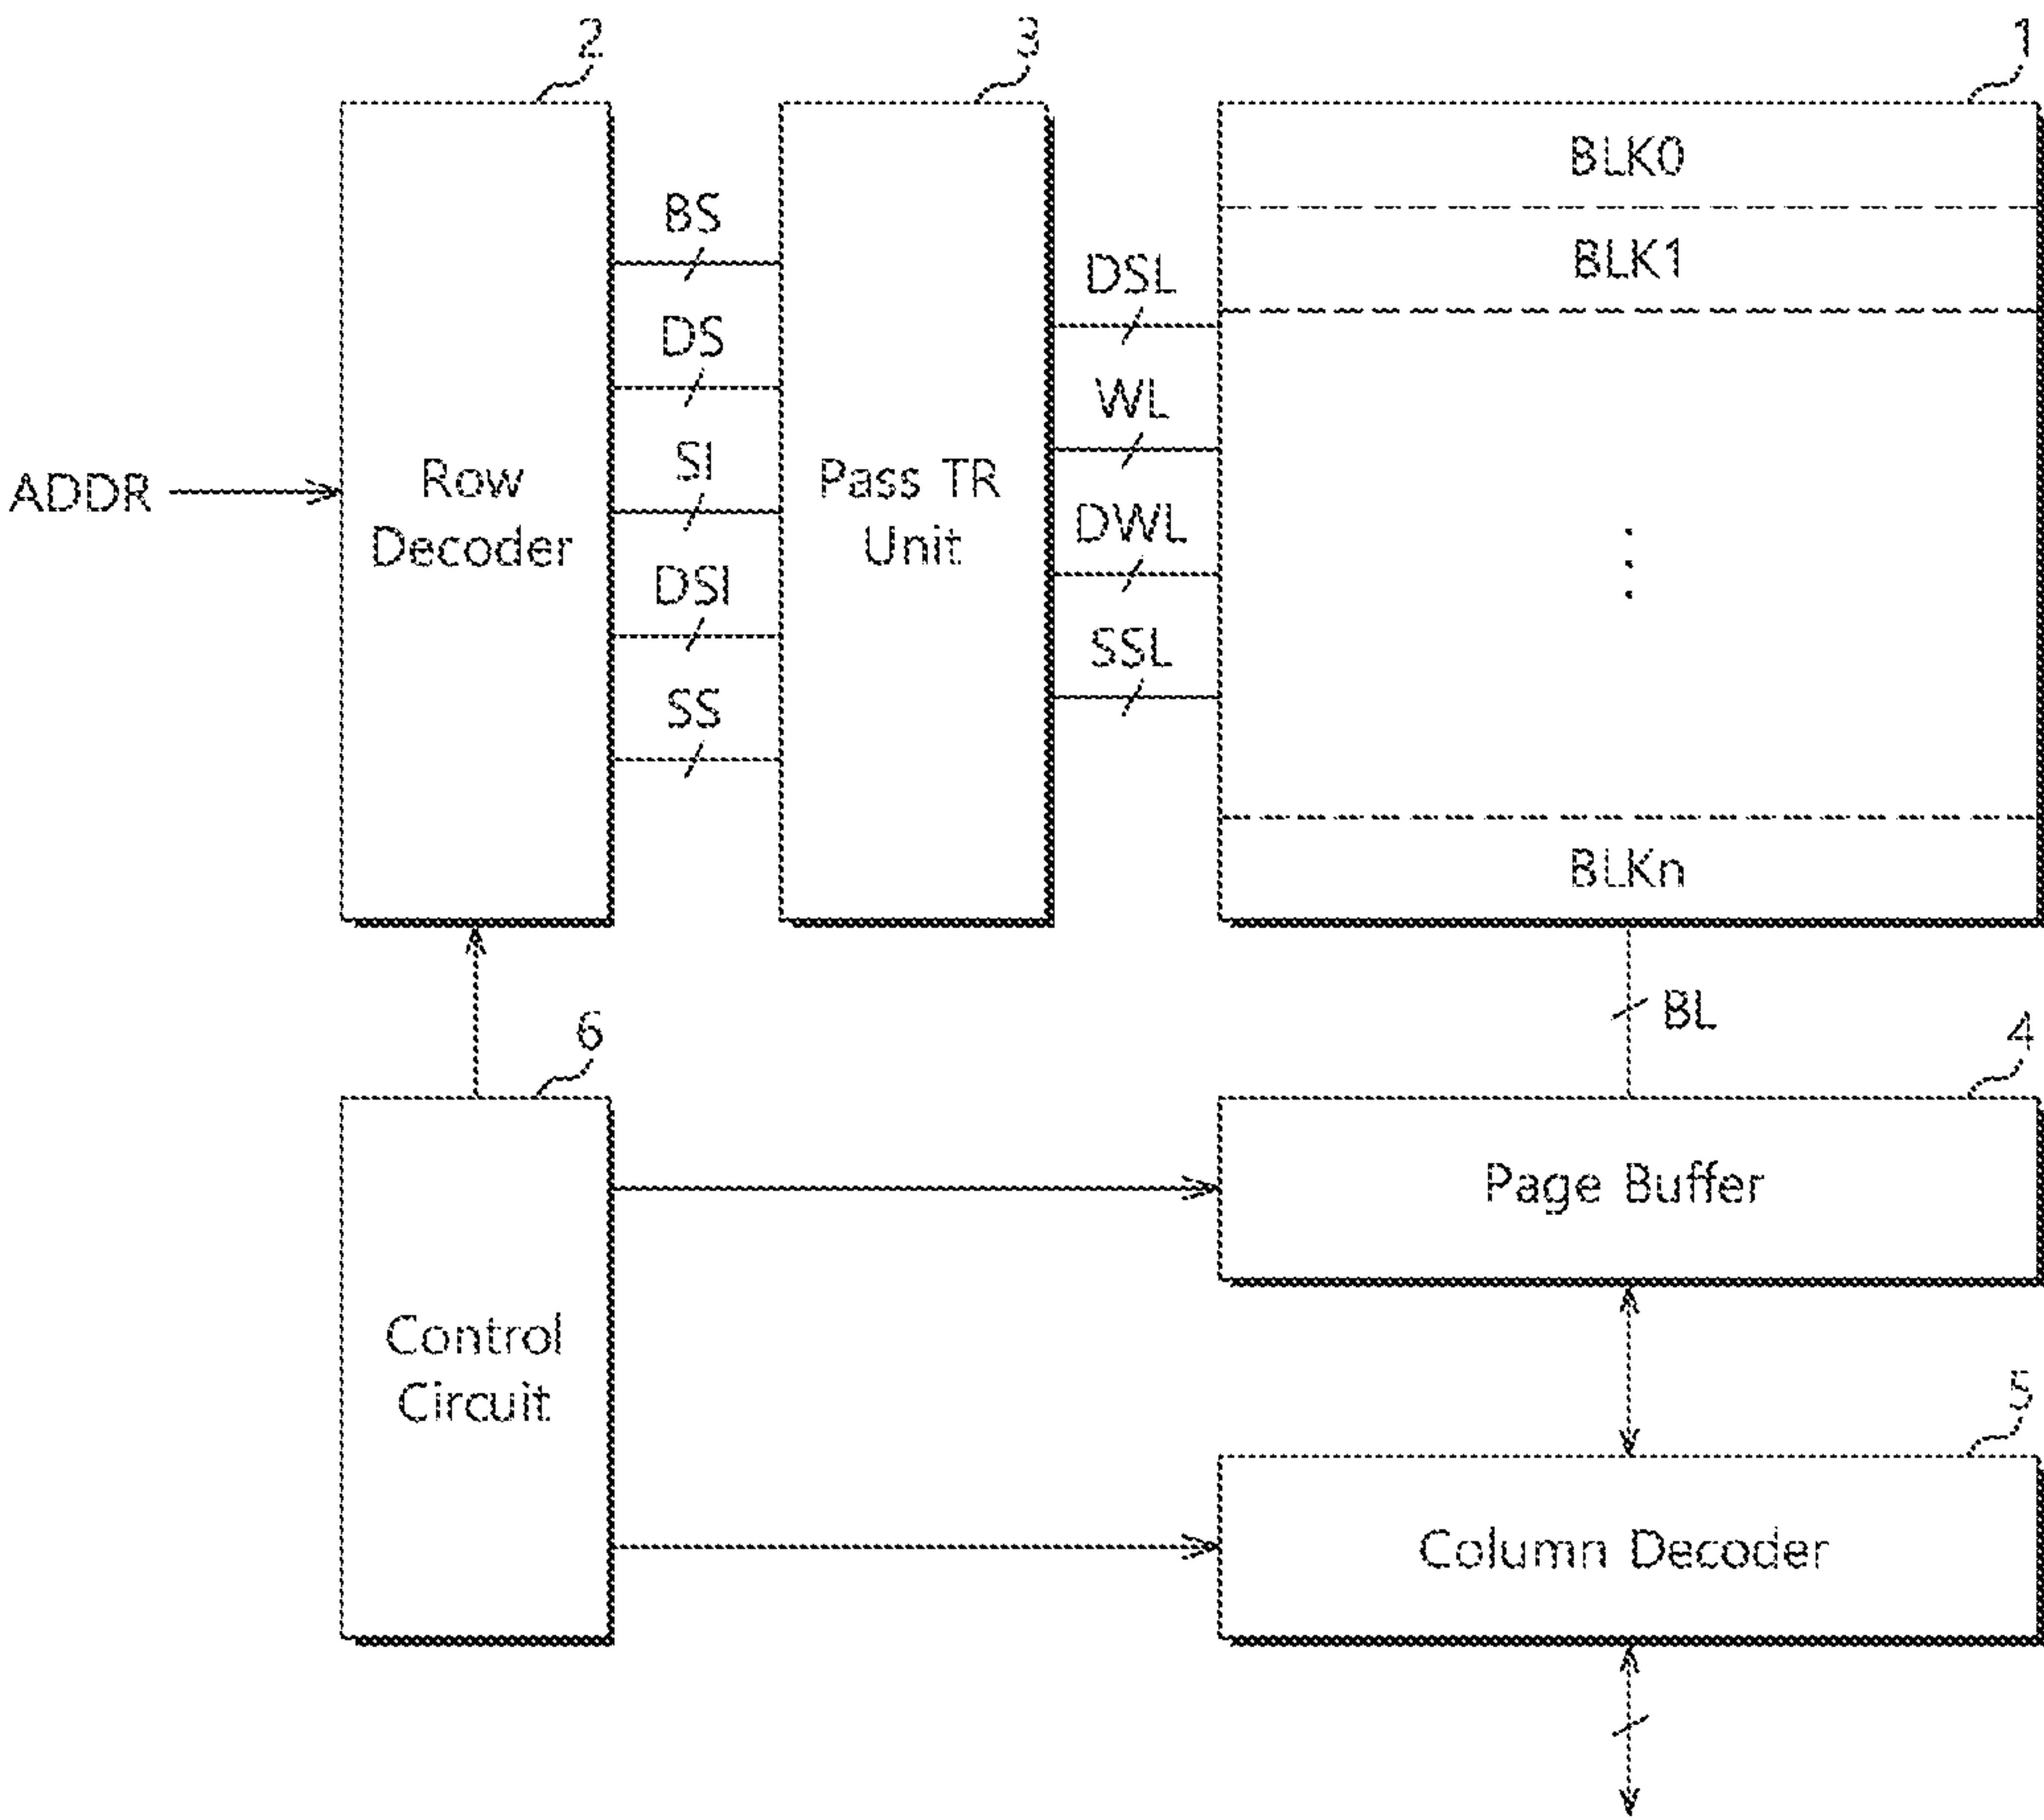 2
3
1
BLK0
BLK1
BS
DS
SI
DSI
SS
DSL
WL
DWL
SSL
ADDR
Row
Decoder
Pass TR
Unit
⋮
BLKn
BL
6
4
Page Buffer
Control
Circuit
5
Column Decoder